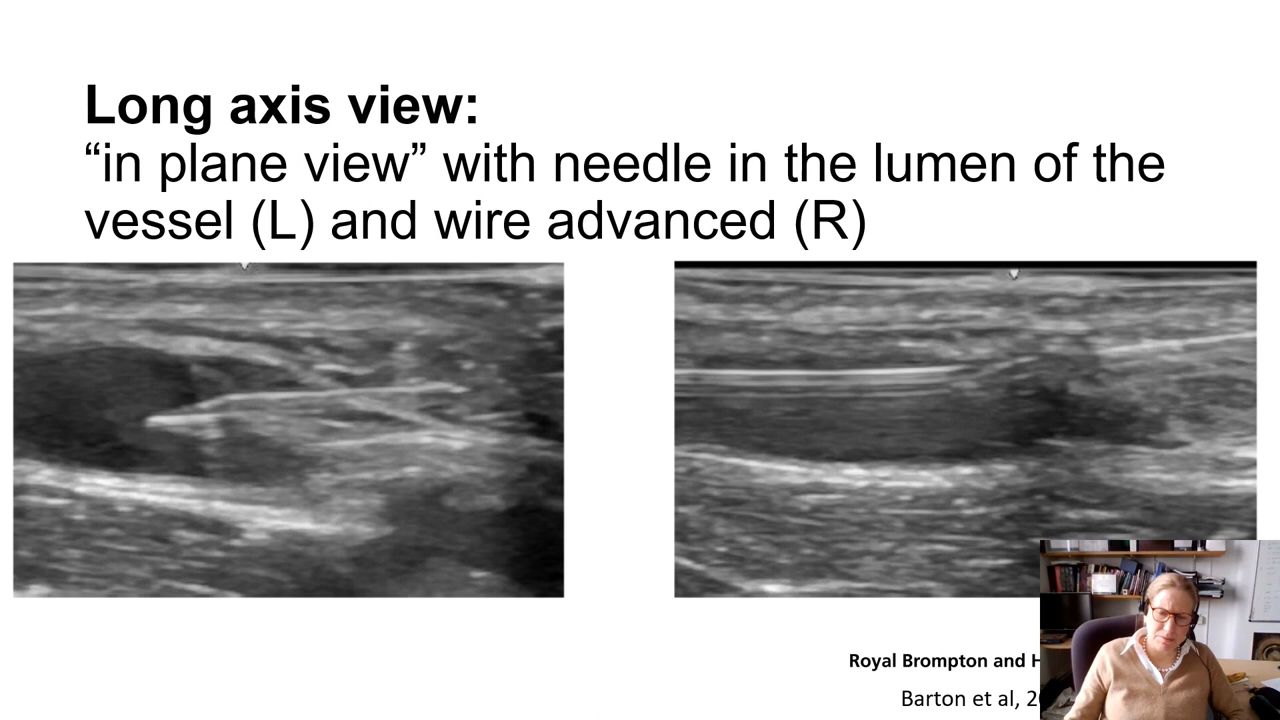 Long axis view:
“in plane view” with needle in the lumen of the
vessel (L) and wire advanced (R)
Royal Brompton and
Barton et al,